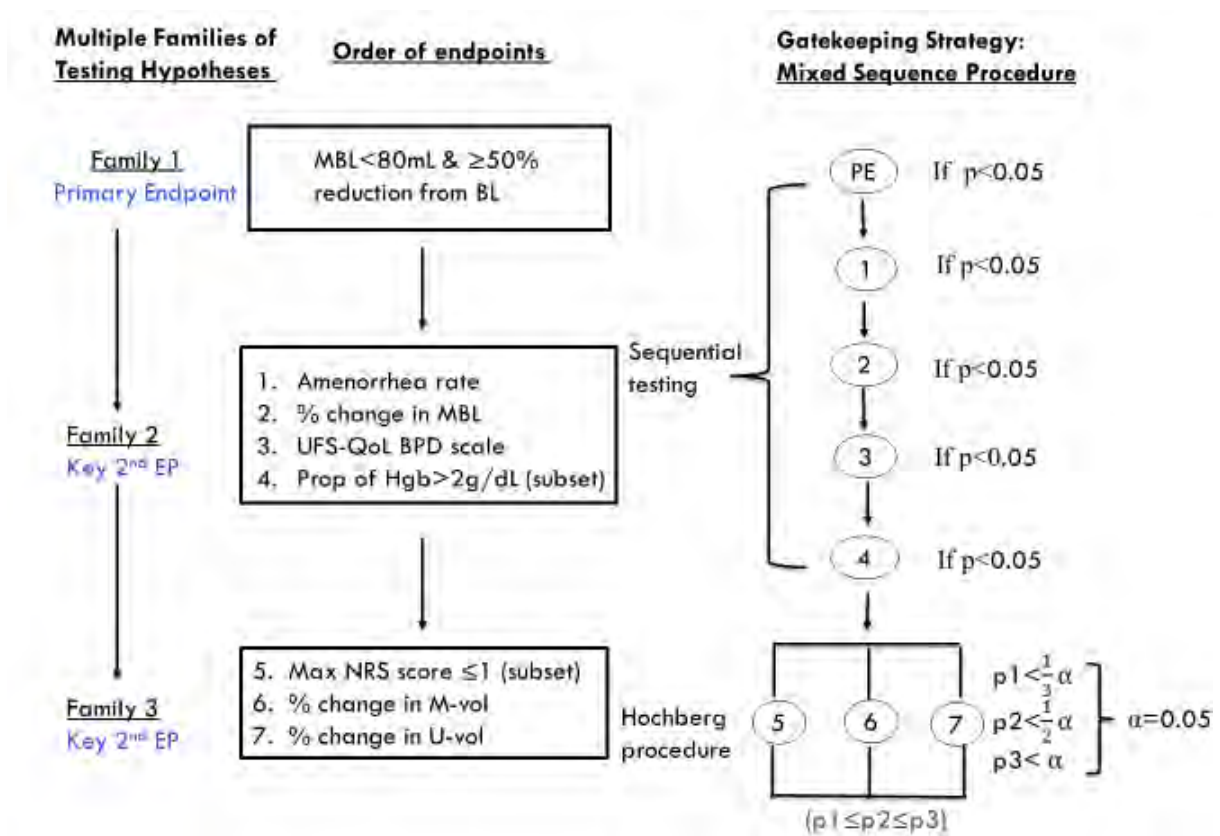 Multiple Families of
Testing Hypotheses
Order of endpoints
Gatekeeping Strategy:
Mixed Sequence Procedure
Family 1
Primary Endpoint
MBL<80mL & ≥50%
reduction from BL
PE
If p<0.05
1
If p<0.05
Sequential
testing
2
If p<0.05
3
If p<0.05
4
If p<0.05
Family 2
Key 2nd EP
1. Amenorrhea rate
2. % change in MBL
3. UFS-QoL BPD scale
4. Prop of Hgb>2g/dL (subset)
Family 3
Key 2nd EP
5. Max NRS score ≤1 (subset)
6. % change in M-vol
7. % change in U-vol
Hochberg
procedure
5
6
7
p1<1/3 α
p2<1/2 α
p3< α
α=0.05
(p1≤p2≤p3)